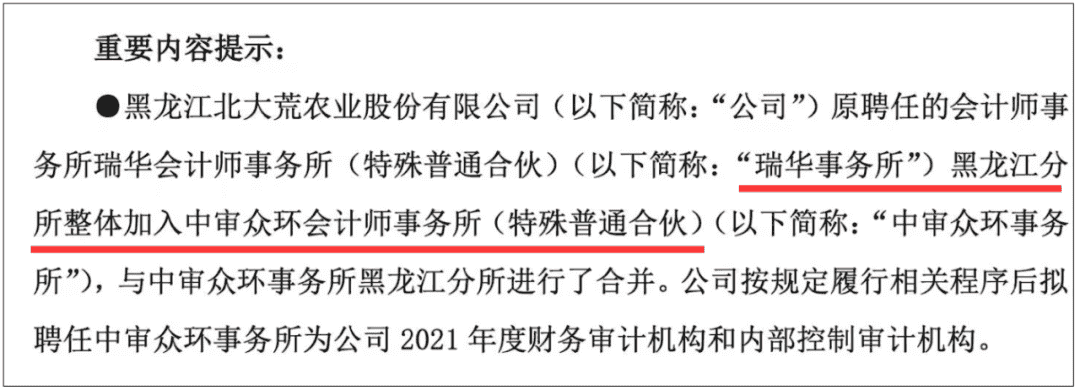 重要内容提示：
●黑龙江北大荒农业股份有限公司（以下简称：“公司”）原聘任的会计师事
务所瑞华会计师事务所（特殊普通合伙）（以下简称：“瑞华事务所”）黑龙江分
所整体加入中审众环会计师事务所（特殊普通合伙）（以下简称：“中审众环事务
所”），与中审众环事务所黑龙江分所进行了合并。公司按规定履行相关程序后拟
聘任中审众环事务所为公司 2021 年度财务审计机构和内部控制审计机构。